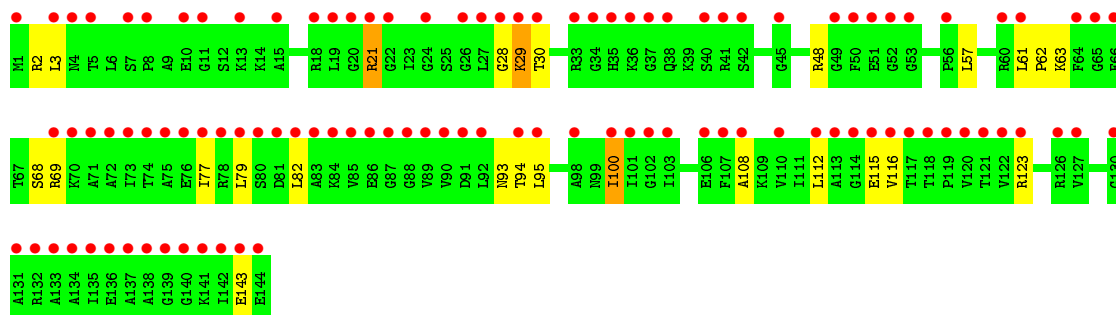 M1 R2 L3 N4 T5 L6 S7 P8 A9 E10 G11 S12 K13 K14 A15 R18 L19 G20 R21 G22 I23 G24 S25 G26 L27 G28 K29 T30 R33 G34 H35 K36 G37 Q38 K39 S40 R41 S42 G45 R48 G49 F50 E51 G52 G53 P56 L57 R60 L61 P62 K63 F64 G65 F66
T67 S68 R69 K70 A71 A72 I73 T74 A75 E76 I77 R78 L79 S80 D81 L82 A83 K84 V85 E86 G87 G88 V89 V90 D91 L92 N93 T94 L95 A98 N99 I100 I101 G102 I103 E106 F107 A108 K109 V110 I111 L112 A113 G114 E115 V116 T117 T118 P119 V120 T121 V122 R123 R126 V127 G130
A131 R132 A133 A134 I135 E136 A137 A138 G139 G140 K141 I142 E143 E144